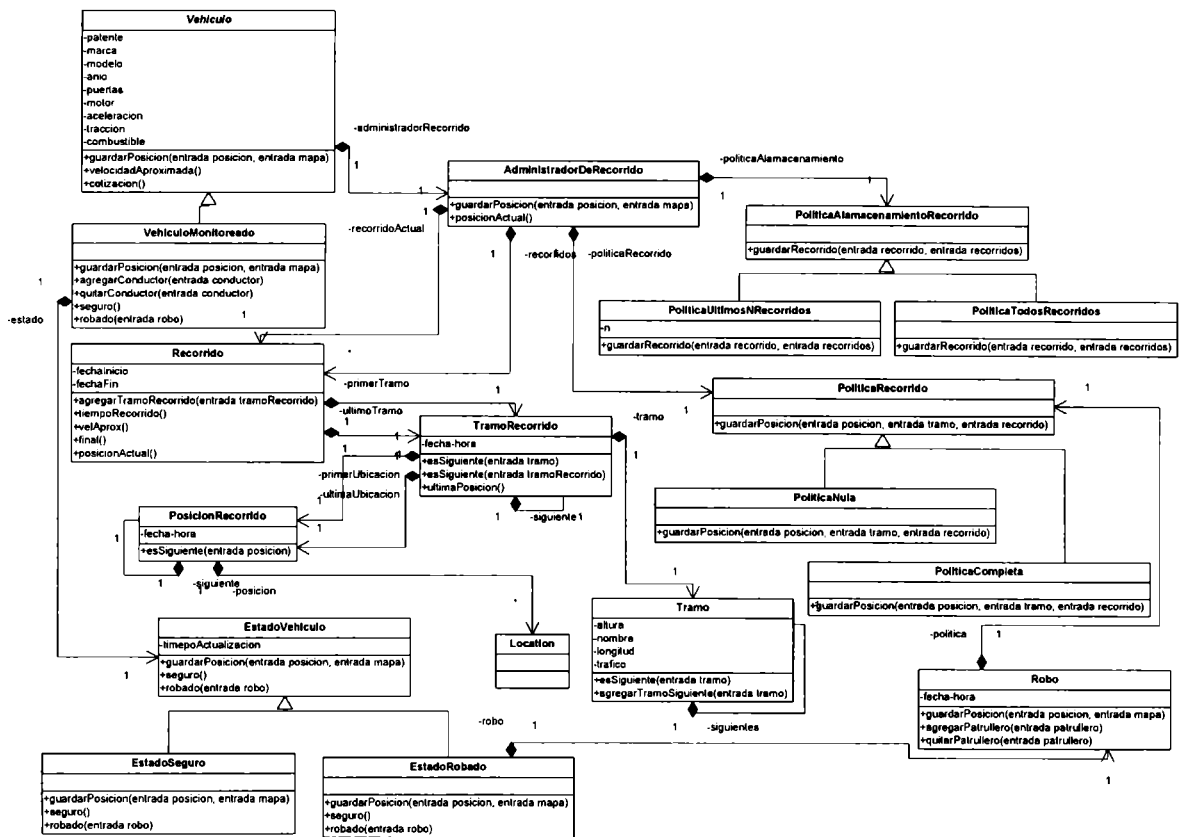 Vehiculo
-patente
-marca
-modelo
-anio
-puertas
-motor
-aceleracion
-traccion
-combustible
+guardarPosicion(entrada posicion, entrada mapa)
+velocidadAproximada()
+cotizacion()
-administradorRecorrido
1
1
AdministradorDeRecorrido
+guardarPosicion(entrada posicion, entrada mapa)
+posicionActual()
-politicaAlamacenamiento
1
1
PoliticaAlamacenamientoRecorrido
+guardarRecorrido(entrada recorrido, entrada recorridos)
PoliticaUltimosNRecorridos
-n
+guardarRecorrido(entrada recorrido, entrada recorridos)
PoliticaTodosRecorridos
+guardarRecorrido(entrada recorrido, entrada recorridos)
VehiculoMonitoreado
+guardarPosicion(entrada posicion, entrada mapa)
+agregarConductor(entrada conductor)
+quitarConductor(entrada conductor)
+seguro()
+robado(entrada robo)
1
-estado
1
-recorridoActual
1
1
-recorridos
*
-politicaRecorrido
1
Recorrido
-fechaInicio
-fechaFin
+agregarTramoRecorrido(entrada tramoRecorrido)
+tiempoRecorrido()
+velAprox()
+final()
+posicionActual()
-primerTramo
1
-ultimoTramo
1
1
TramoRecorrido
-fecha-hora
+esSiguiente(entrada tramo)
+esSiguiente(entrada tramoRecorrido)
+ultimaPosicion()
-tramo
1
1
-primerUbicacion
1
-ultimaUbicacion
1
1
1
-siguiente
1
PoliticaRecorrido
+guardarPosicion(entrada posicion, entrada tramo, entrada recorrido)
1
PoliticaNula
+guardarPosicion(entrada posicion, entrada tramo, entrada recorrido)
PoliticaCompleta
+guardarPosicion(entrada posicion, entrada tramo, entrada recorrido)
PosicionRecorrido
-fecha-hora
+esSiguiente(entrada posicion)
1
1
-siguiente
1
-posicion
*
Location
Tramo
-altura
-nombre
-longitud
-trafico
+esSiguiente(entrada tramo)
+agregarTramoSiguiente(entrada tramo)
1
-siguientes
*
-politica
1
Robo
-fecha-hora
+guardarPosicion(entrada posicion, entrada mapa)
+agregarPatrullero(entrada patrullero)
+quitarPatrullero(entrada patrullero)
1
EstadoVehiculo
-timepoActualizacion
+guardarPosicion(entrada posicion, entrada mapa)
+seguro()
+robado(entrada robo)
1
-robo
1
EstadoSeguro
+guardarPosicion(entrada posicion, entrada mapa)
+seguro()
+robado(entrada robo)
EstadoRobado
+guardarPosicion(entrada posicion, entrada mapa)
+seguro()
+robado(entrada robo)